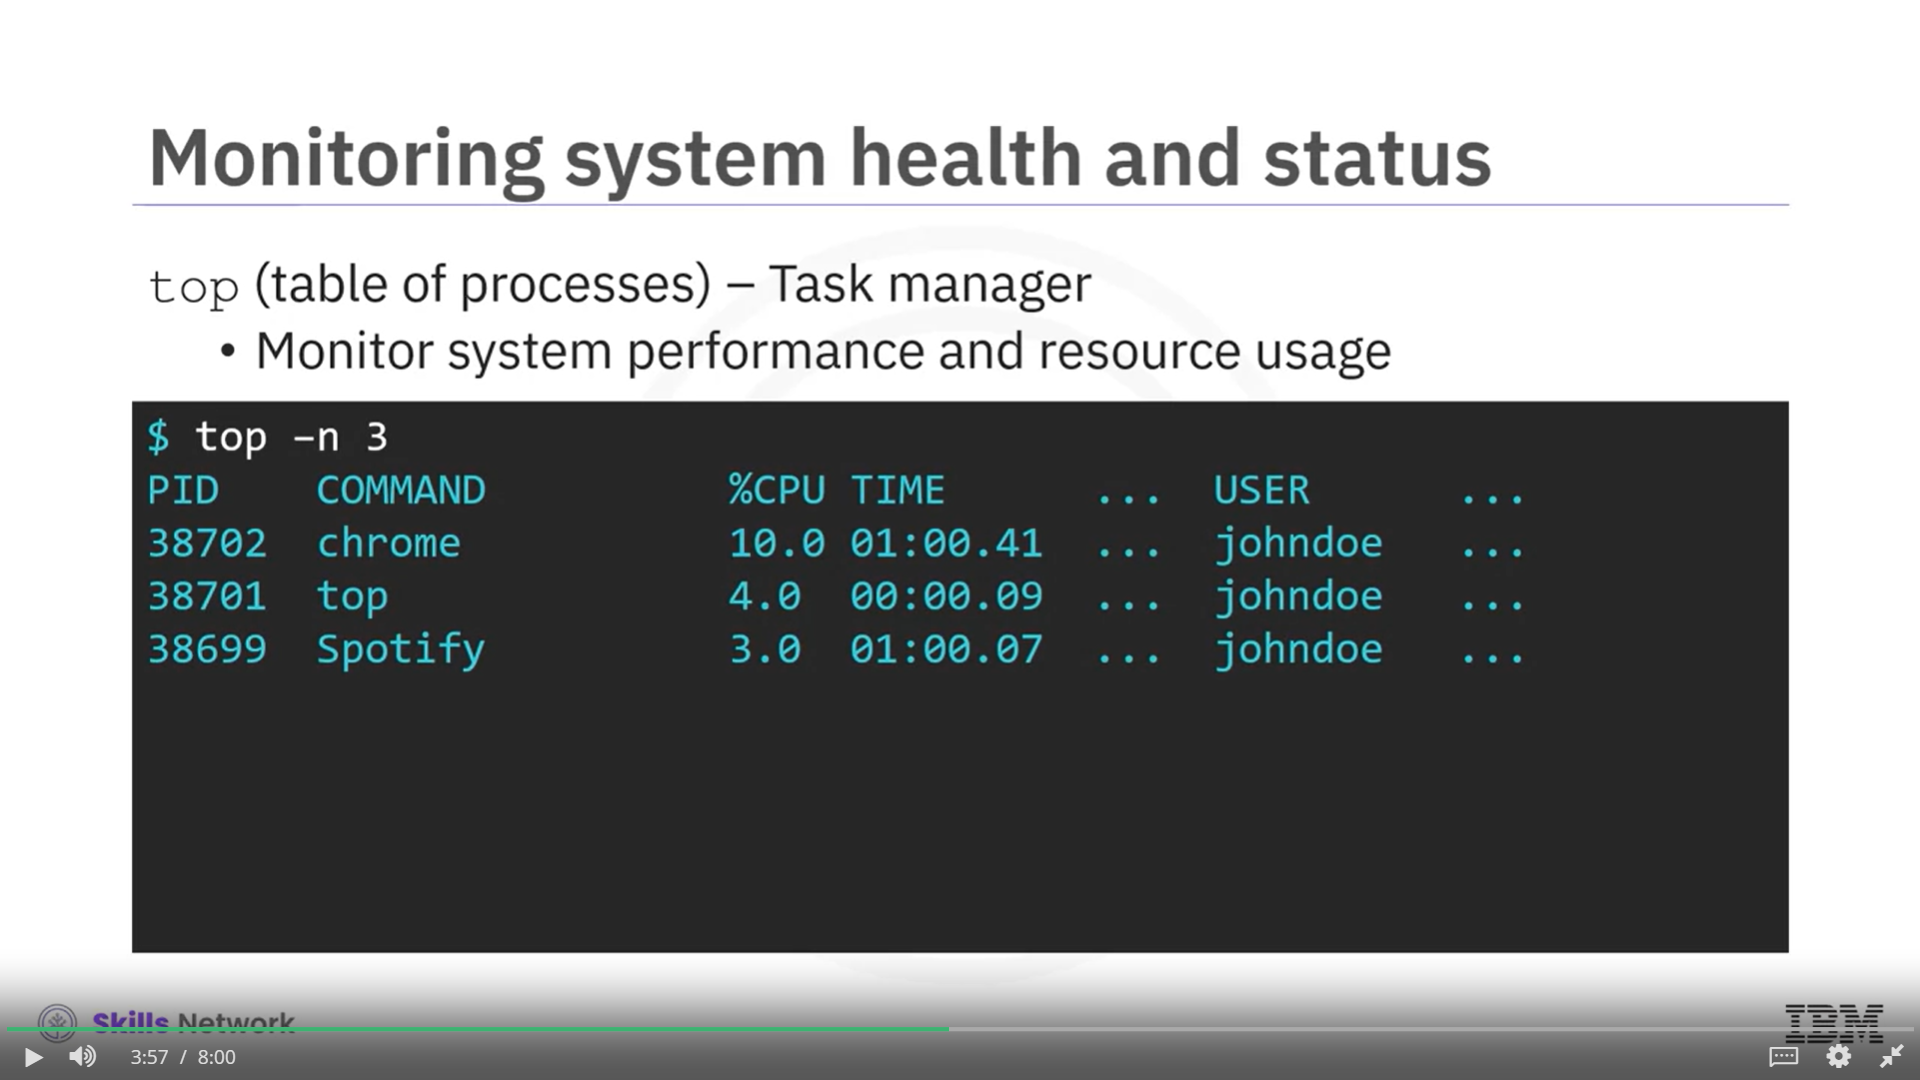 Monitoring system health and status
top (table of processes) – Task manager
• Monitor system performance and resource usage
$ top –n 3
PID COMMAND %CPU TIME ... USER ...
38702 chrome 10.0 01:00.41 ... johndoe ...
38701 top 4.0 00:00.09 ... johndoe ...
38699 Spotify 3.0 01:00.07 ... johndoe ...
Skills Network
IBM
3:57 / 8:00